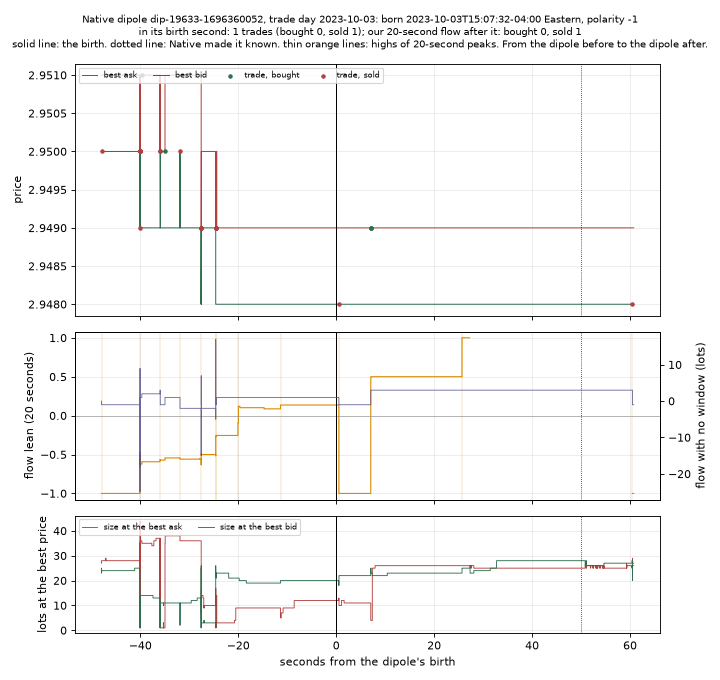 Native dipole dip-19633-1696360052, trade day 2023-10-03: born 2023-10-03T15:07:32-04:00 Eastern, polarity -1
in its birth second: 1 trades (bought 0, sold 1); our 20-second flow after it: bought 0, sold 1
solid line: the birth. dotted line: Native made it known. thin orange lines: highs of 20-second peaks. From the dipole before to the dipole after.
best ask best bid trade, bought trade, sold
2.9510
2.9505
2.9500
2.9495
2.9490
2.9485
2.9480
price
1.0
0.5
0.0
−0.5
−1.0
flow lean (20 seconds)
10
0
−10
−20
flow with no window (lots)
size at the best ask size at the best bid
40
30
20
10
0
lots at the best price
−40 −20 0 20 40 60
seconds from the dipole's birth